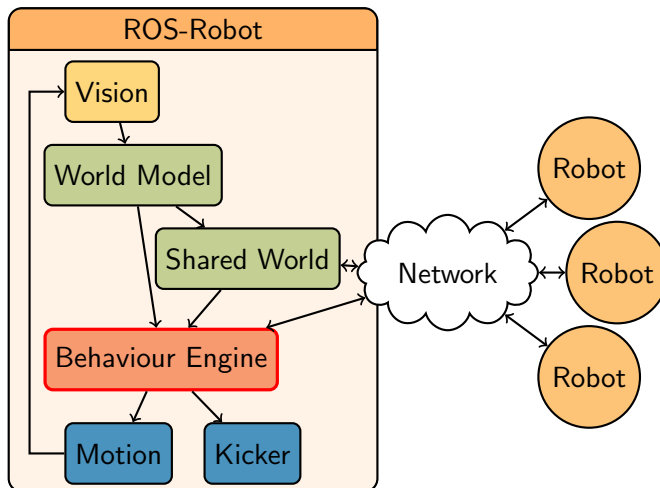 ROS-Robot
Vision
World Model
Shared World
Behaviour Engine
Motion
Kicker
Network
Robot
Robot
Robot